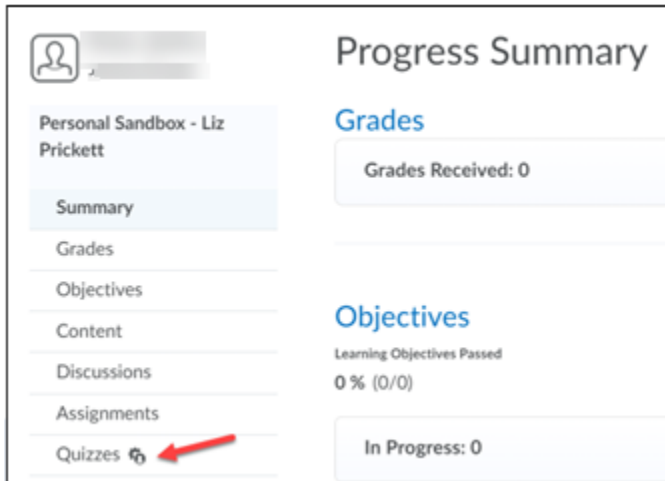 Progress Summary
Personal Sandbox - Liz
Prickett
Summary
Grades
Objectives
Content
Discussions
Assignments
Quizzes
Grades
Grades Received: 0
Objectives
Learning Objectives Passed
0 % (0/0)
In Progress: 0